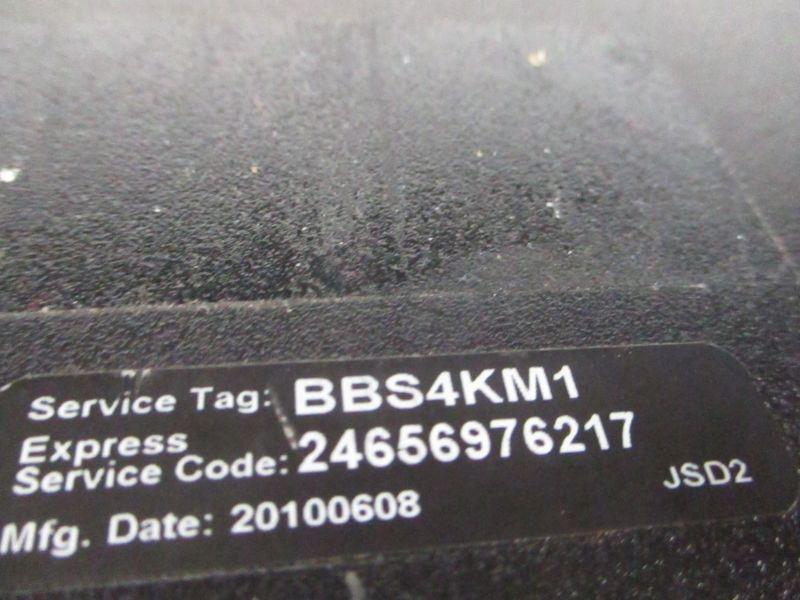 Service Tag: BBS4KM1
Express
Service Code: 24656976217
Mfg. Date: 20100608
JSD2